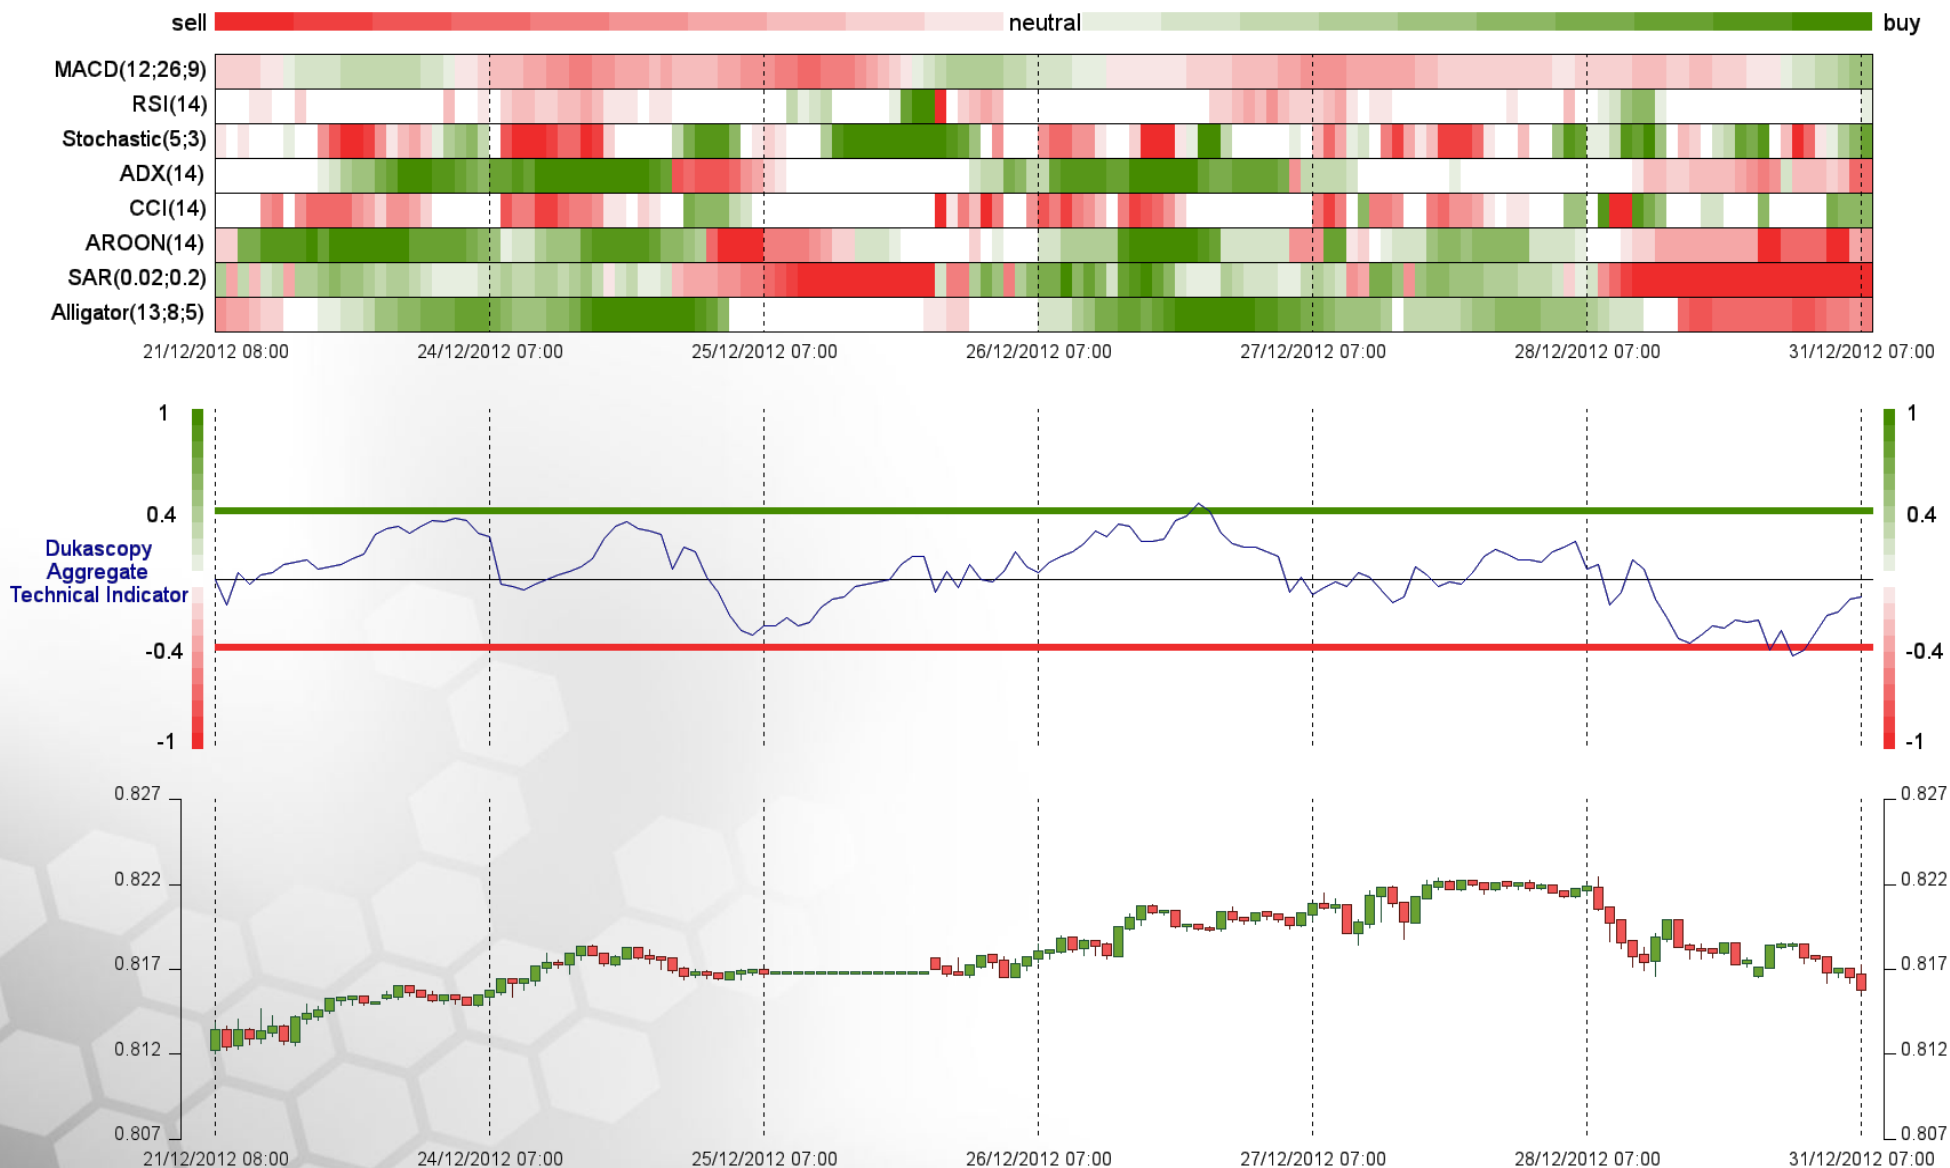 sell neutral buy
MACD(12;26;9)
RSI(14)
Stochastic(5;3)
ADX(14)
CCI(14)
AROON(14)
SAR(0.02;0.2)
Alligator(13;8;5)
21/12/2012 08:00 24/12/2012 07:00 25/12/2012 07:00 26/12/2012 07:00 27/12/2012 07:00 28/12/2012 07:00 31/12/2012 07:00
1 1
0.4 0.4
Dukascopy
Aggregate
Technical Indicator
-0.4 -0.4
-1 -1
0.827 0.827
0.822 0.822
0.817 0.817
0.812 0.812
0.807 0.807
21/12/2012 08:00 24/12/2012 07:00 25/12/2012 07:00 26/12/2012 07:00 27/12/2012 07:00 28/12/2012 07:00 31/12/2012 07:00